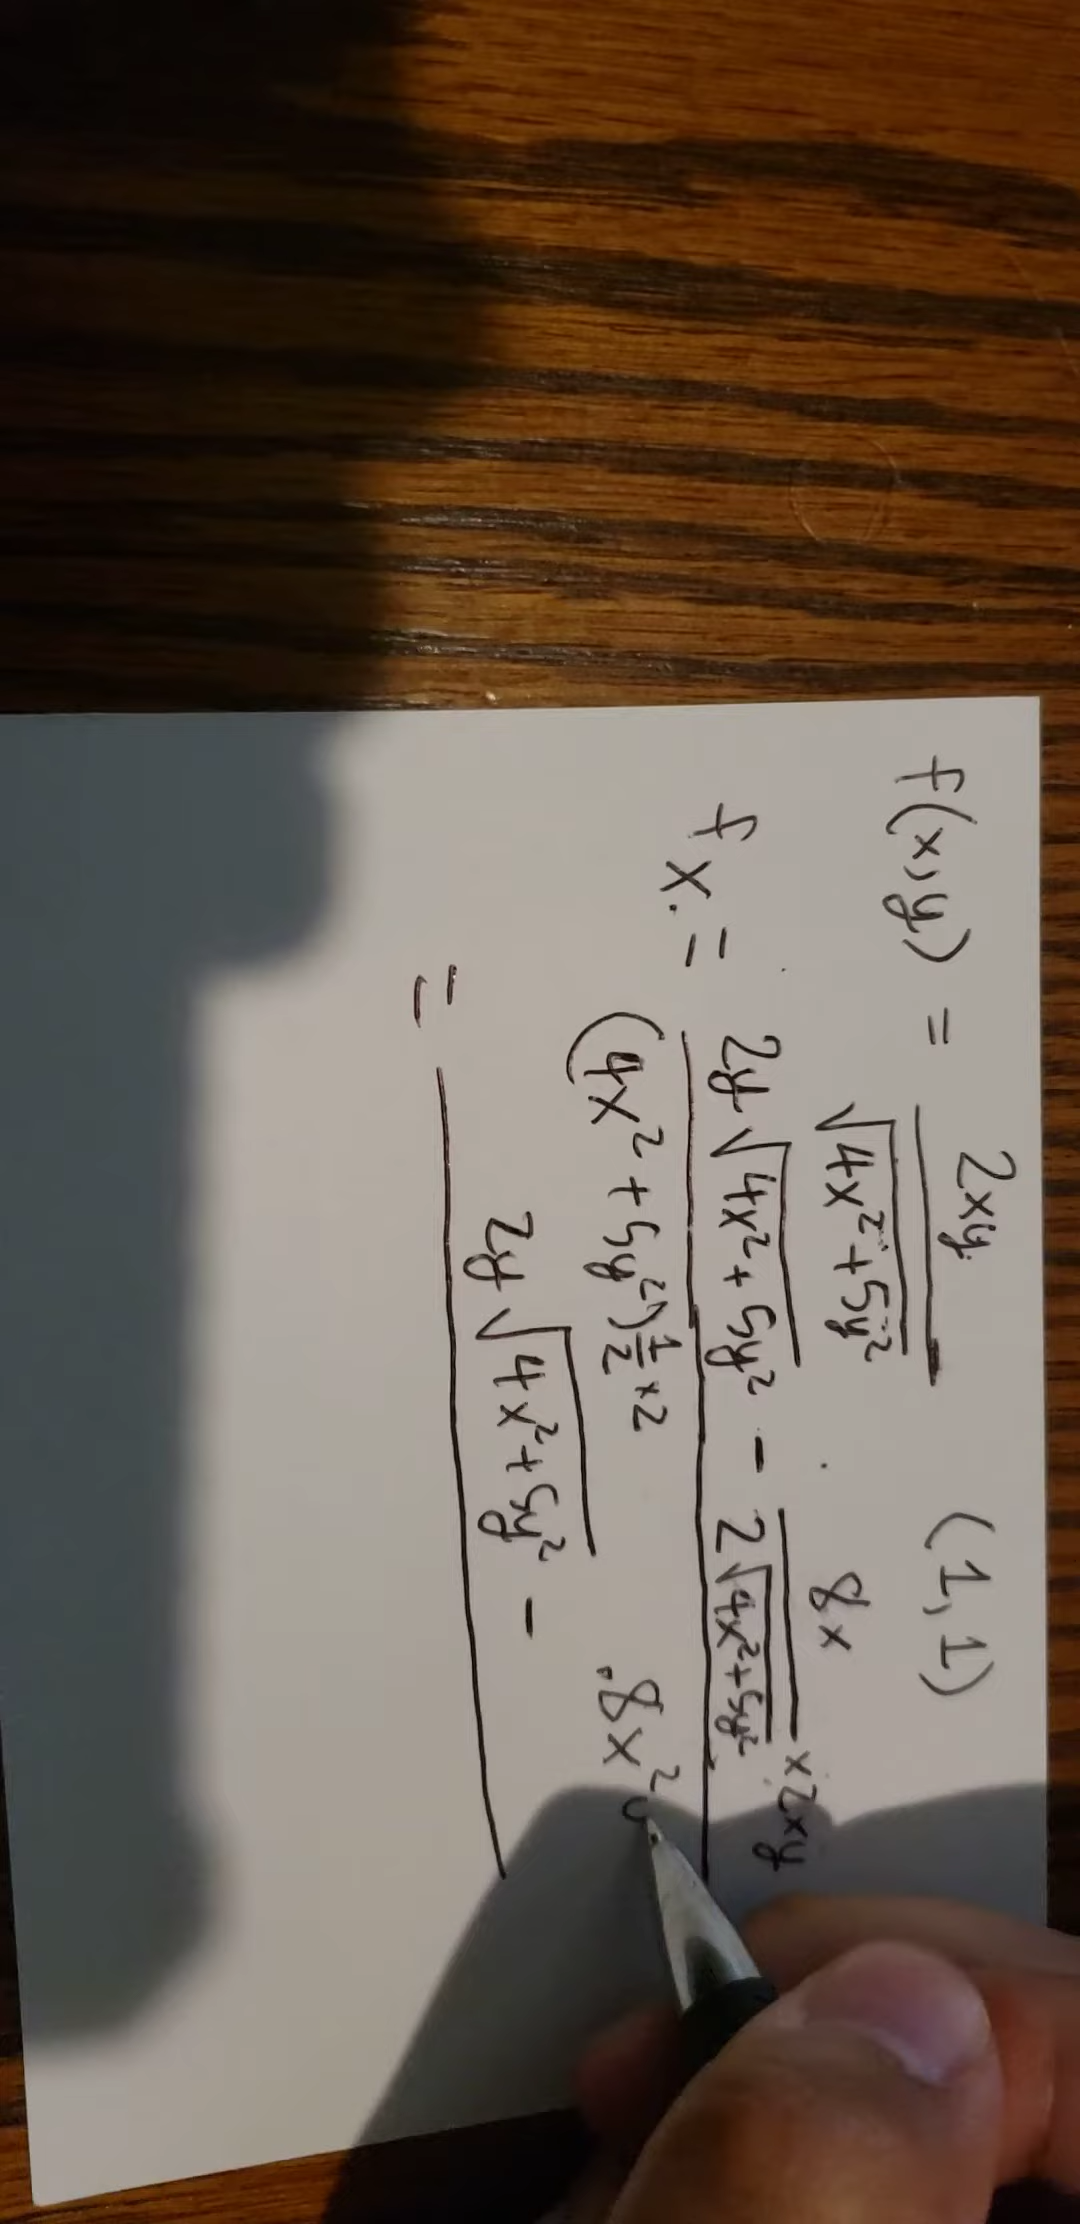 f(x,y) = 2xy / √(4x²+5y²) (1,1)
fx = (2y√(4x²+5y²) - 8x / 2√(4x²+5y²) × 2xy) / (4x²+5y²)^(1/2 × 2)
= 2y√(4x²+5y²) - 8x²